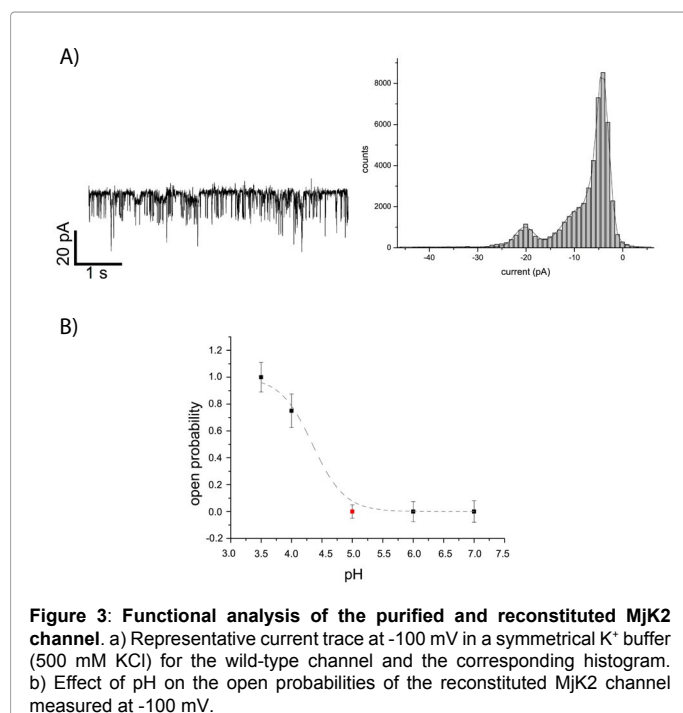 A)
20 pA
1 s
counts
8000
6000
4000
2000
0
-40 -20 -10 0
current (pA)
B)
open probability
1.2
1.0
0.8
0.6
0.4
0.2
0.0
-0.2
3.0 3.5 4.0 4.5 5.0 5.5 6.0 6.5 7.0 7.5
pH
Figure 3: Functional analysis of the purified and reconstituted MjK2
channel. a) Representative current trace at -100 mV in a symmetrical K⁺ buffer
(500 mM KCl) for the wild-type channel and the corresponding histogram.
b) Effect of pH on the open probabilities of the reconstituted MjK2 channel
measured at -100 mV.